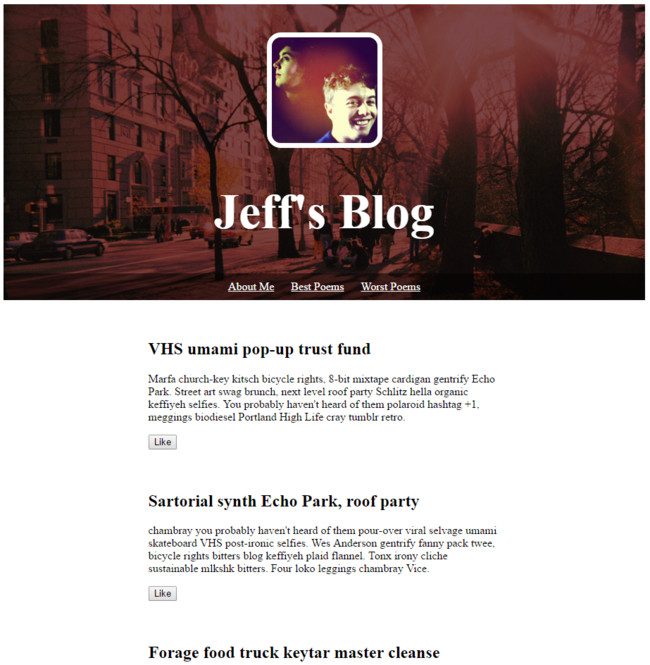 Jeff's Blog
About Me Best Poems Worst Poems
VHS umami pop-up trust fund
Marfa church-key kitsch bicycle rights, 8-bit mixtape cardigan gentrify Echo
Park. Street art swag brunch, next level roof party Schlitz hella organic
keffiyeh selfies. You probably haven't heard of them polaroid hashtag +1,
meggings biodiesel Portland High Life cray tumblr retro.
Like
Sartorial synth Echo Park, roof party
chambray you probably haven't heard of them pour-over viral selvage umami
skateboard VHS post-ironic selfies. Wes Anderson gentrify fanny pack twee,
bicycle rights bitters blog keffiyeh plaid flannel. Tonx irony cliche
sustainable mlkshk bitters. Four loko leggings chambray Vice.
Like
Forage food truck keytar master cleanse